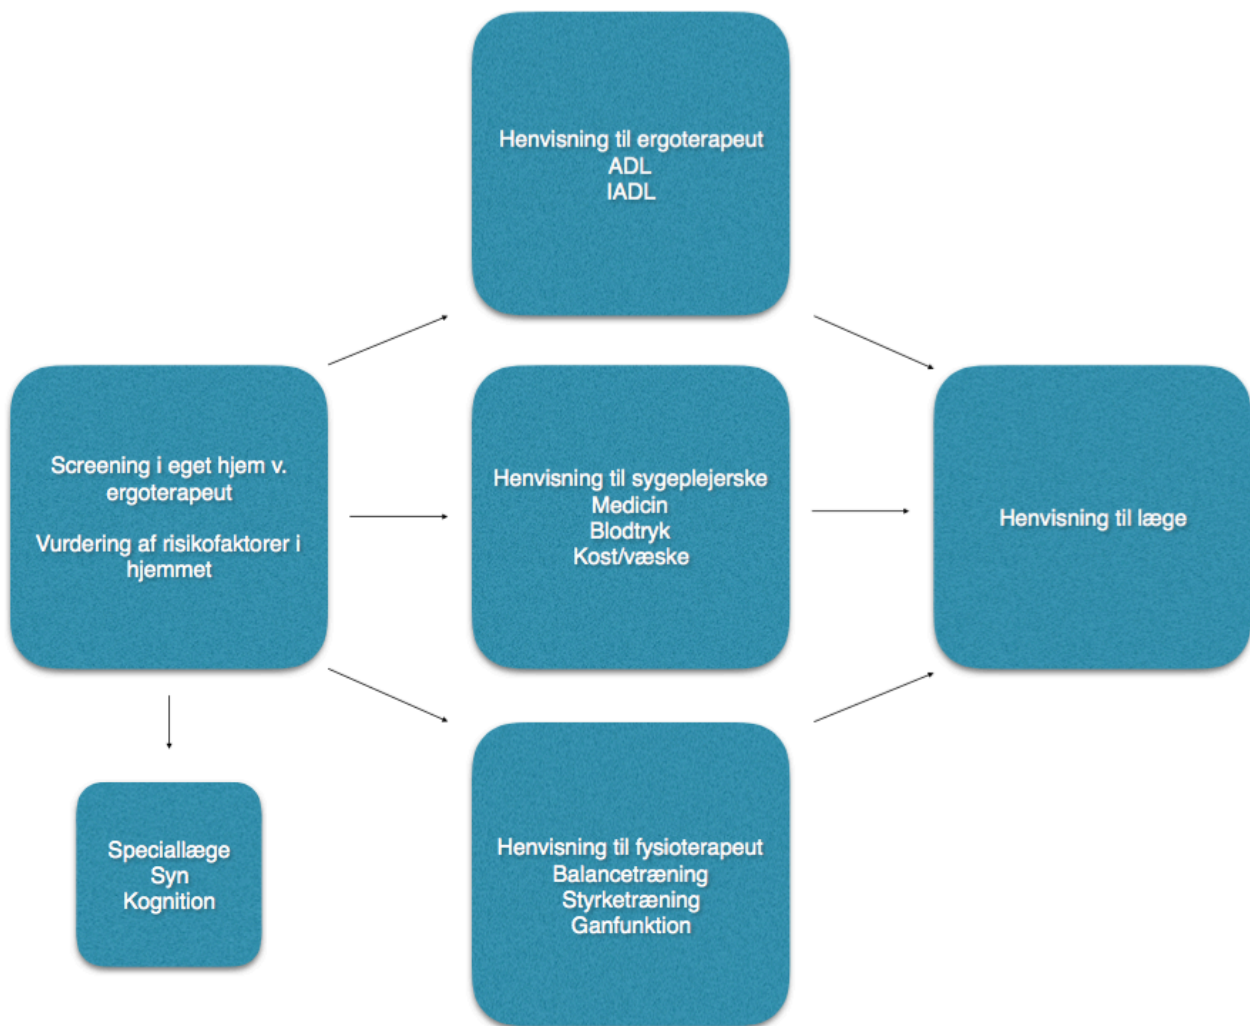 Henvisning til ergoterapeut
ADL
IADL
Screening i eget hjem v.
ergoterapeut
Vurdering af risikofaktorer i
hjemmet
Henvisning til sygeplejerske
Medicin
Blodtryk
Kost/væske
Henvisning til læge
Speciallæge
Syn
Kognition
Henvisning til fysioterapeut
Balancetræning
Styrketræning
Ganfunktion